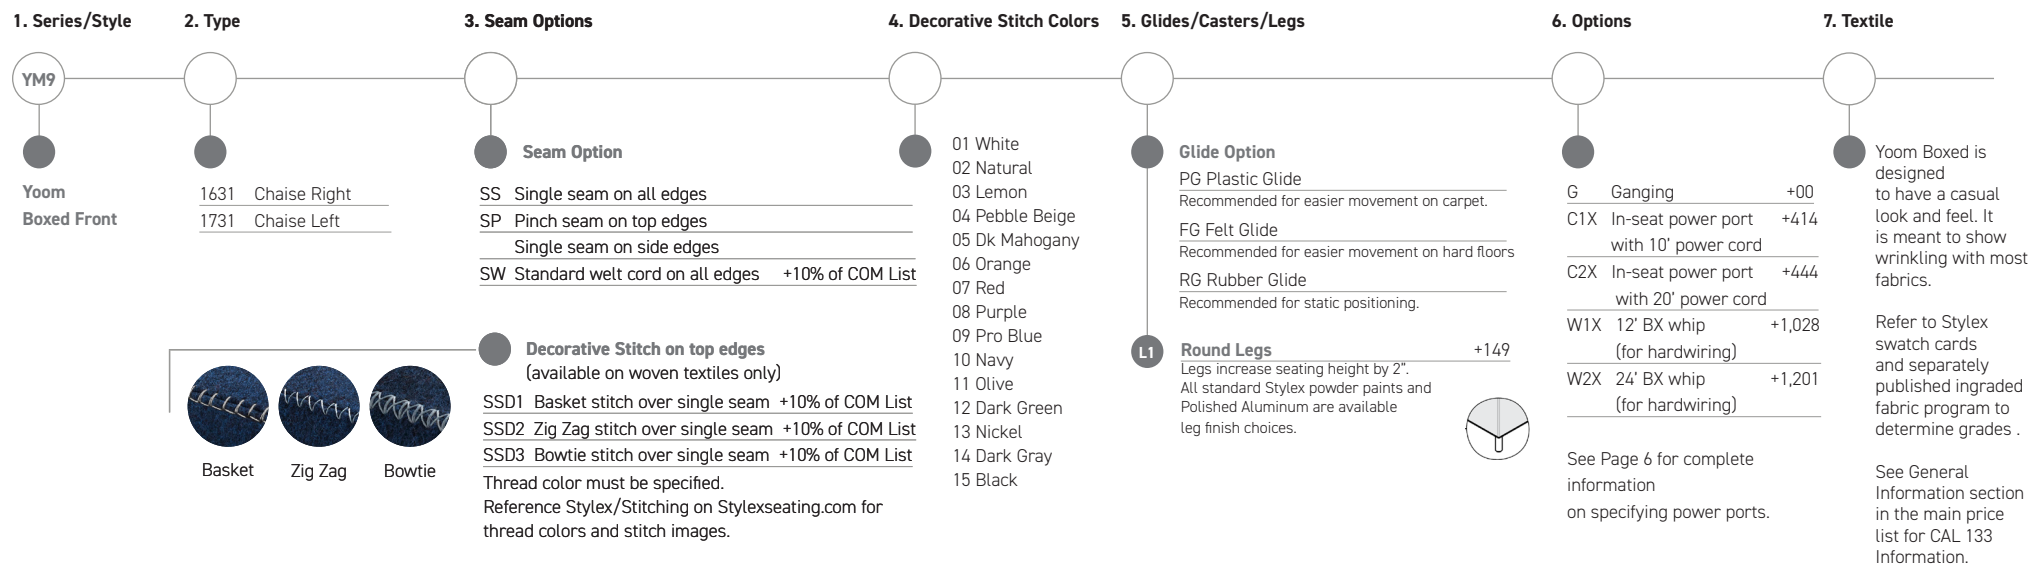 1. Series/Style
YM9
Yoom
Boxed Front
2. Type
1631 Chaise Right
1731 Chaise Left
3. Seam Options
Seam Option
SS Single seam on all edges
SP Pinch seam on top edges
Single seam on side edges
SW Standard welt cord on all edges +10% of COM List
Decorative Stitch on top edges
(available on woven textiles only)
SSD1 Basket stitch over single seam +10% of COM List
SSD2 Zig Zag stitch over single seam +10% of COM List
SSD3 Bowtie stitch over single seam +10% of COM List
Thread color must be specified.
Reference Stylex/Stitching on Stylexseating.com for
thread colors and stitch images.
Basket
Zig Zag
Bowtie
4. Decorative Stitch Colors
01 White
02 Natural
03 Lemon
04 Pebble Beige
05 Dk Mahogany
06 Orange
07 Red
08 Purple
09 Pro Blue
10 Navy
11 Olive
12 Dark Green
13 Nickel
14 Dark Gray
15 Black
5. Glides/Casters/Legs
Glide Option
PG Plastic Glide
Recommended for easier movement on carpet.
FG Felt Glide
Recommended for easier movement on hard floors
RG Rubber Glide
Recommended for static positioning.
L1 Round Legs +149
Legs increase seating height by 2".
All standard Stylex powder paints and
Polished Aluminum are available
leg finish choices.
6. Options
G Ganging +00
C1X In-seat power port +414
with 10' power cord
C2X In-seat power port +444
with 20' power cord
W1X 12' BX whip +1,028
(for hardwiring)
W2X 24' BX whip +1,201
(for hardwiring)
See Page 6 for complete
information
on specifying power ports.
7. Textile
Yoom Boxed is
designed
to have a casual
look and feel. It
is meant to show
wrinkling with most
fabrics.
Refer to Stylex
swatch cards
and separately
published ingraded
fabric program to
determine grades .
See General
Information section
in the main price
list for CAL 133
Information.